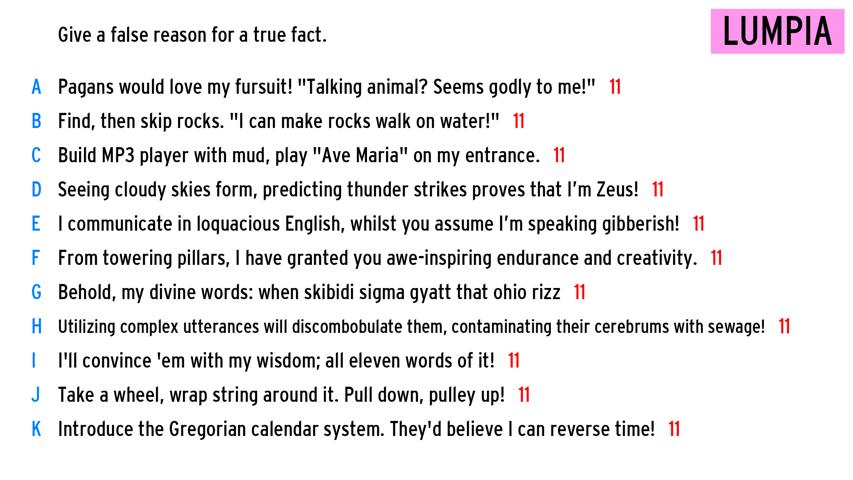 Give a false reason for a true fact.
LUMPIA
A Pagans would love my fursuit! "Talking animal? Seems godly to me!" 11
B Find, then skip rocks. "I can make rocks walk on water!" 11
C Build MP3 player with mud, play "Ave Maria" on my entrance. 11
D Seeing cloudy skies form, predicting thunder strikes proves that I'm Zeus! 11
E I communicate in loquacious English, whilst you assume I'm speaking gibberish! 11
F From towering pillars, I have granted you awe-inspiring endurance and creativity. 11
G Behold, my divine words: when skibidi sigma gyatt that ohio rizz 11
H Utilizing complex utterances will discombobulate them, contaminating their cerebrums with sewage! 11
I I'll convince 'em with my wisdom; all eleven words of it! 11
J Take a wheel, wrap string around it. Pull down, pulley up! 11
K Introduce the Gregorian calendar system. They'd believe I can reverse time! 11